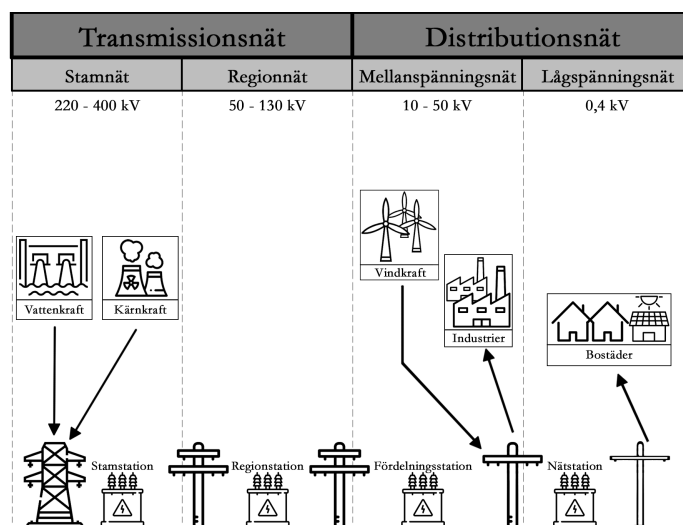 Transmissionsnät Distributionsnät
Stamnät Regionnät Mellanspänningsnät Lågspänningsnät
220 - 400 kV 50 - 130 kV 10 - 50 kV 0,4 kV
Vindkraft
Vattenkraft Kärnkraft
Industrier
Bostäder
Stamstation Regionstation Fördelningsstation Nätstation